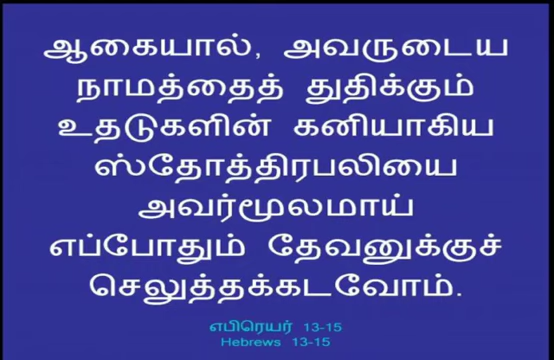 ஆகையால், அவருடைய
நாமத்தைத் துதிக்கும்
உதடுகளின் கனியாகிய
ஸ்தோத்திரபலியை
அவர்மூலமாய்
எப்போதும் தேவனுக்குச்
செலுத்தக்கடவோம்.
எபிரெயர் 13-15
Hebrews 13-15